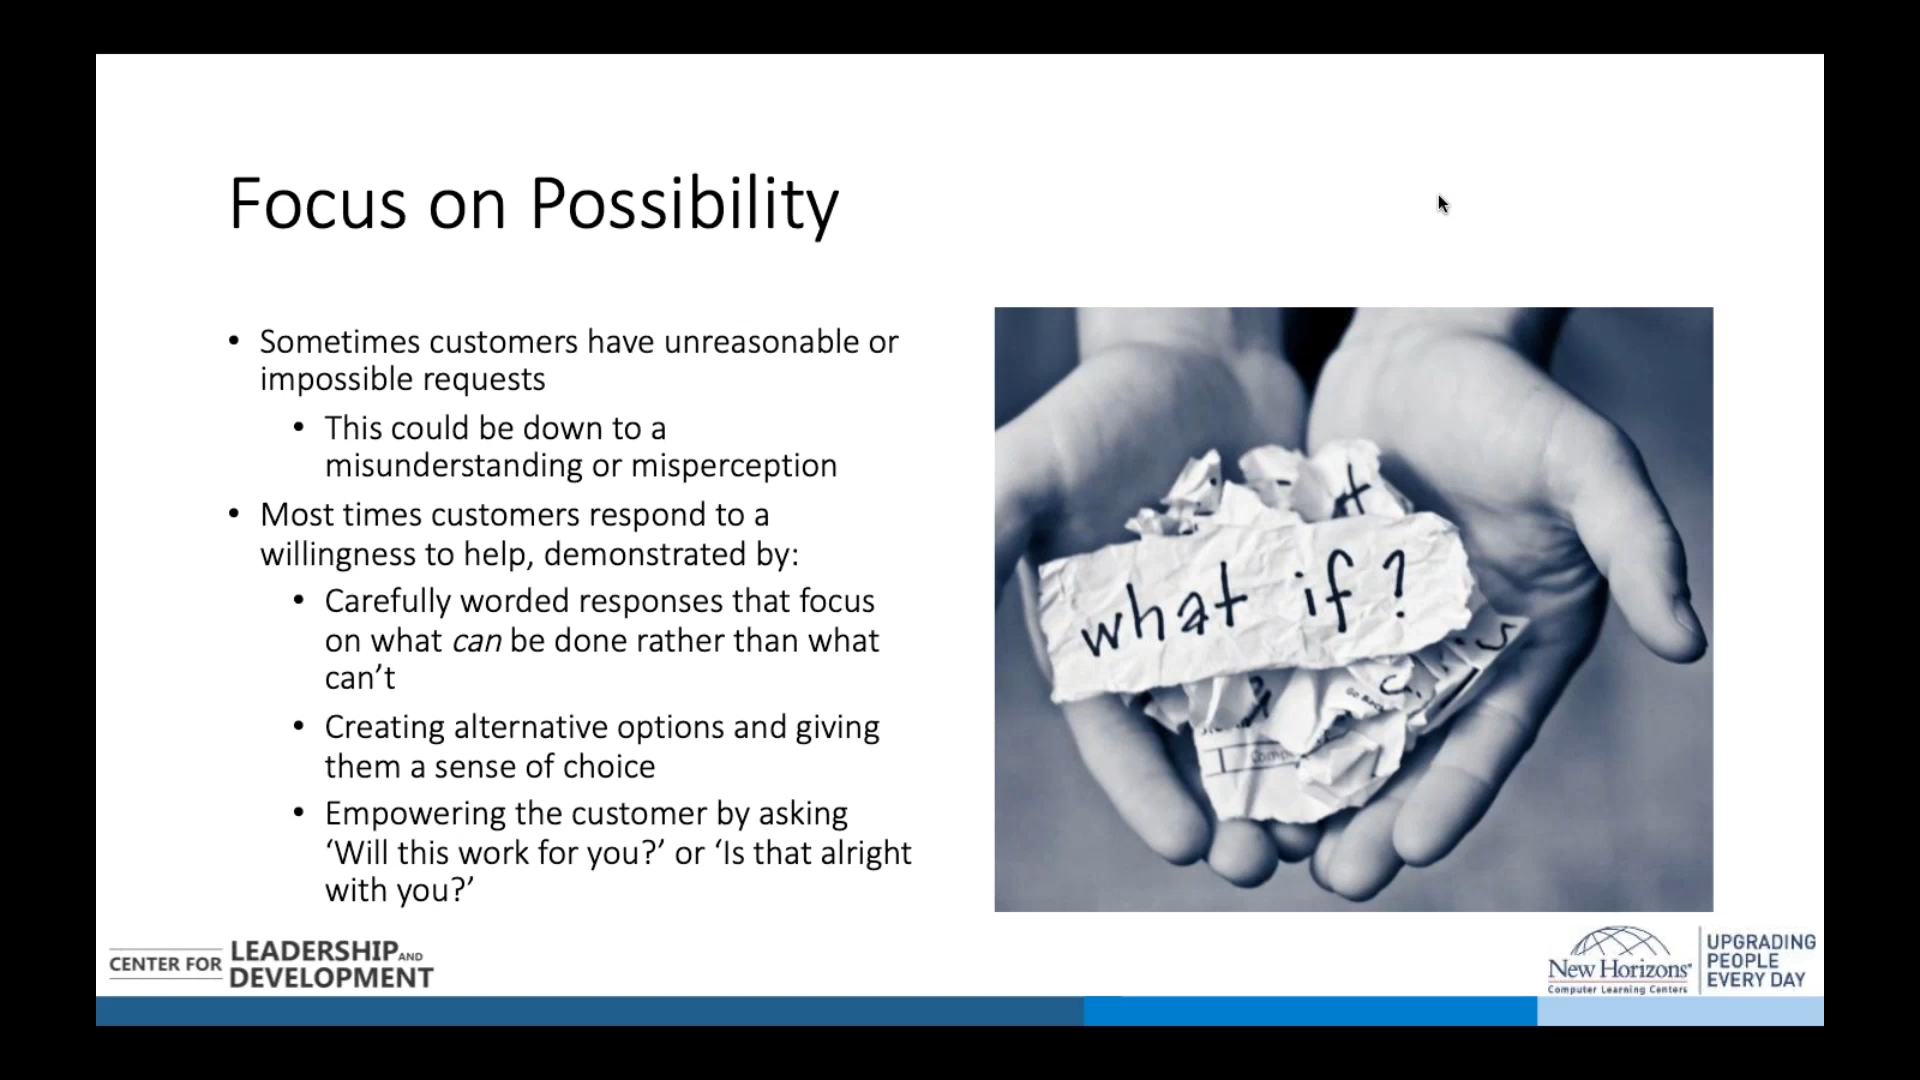 Focus on Possibility
• Sometimes customers have unreasonable or
impossible requests
• This could be down to a
misunderstanding or misperception
• Most times customers respond to a
willingness to help, demonstrated by:
• Carefully worded responses that focus
on what can be done rather than what
can’t
• Creating alternative options and giving
them a sense of choice
• Empowering the customer by asking
‘Will this work for you?’ or ‘Is that alright
with you?’
what if?
CENTER FOR LEADERSHIP AND
DEVELOPMENT
New Horizons®
Computer Learning Centers
UPGRADING
PEOPLE
EVERY DAY